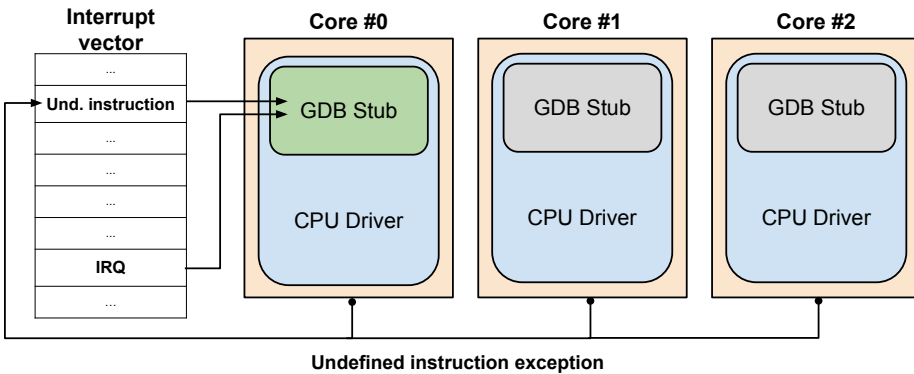 Interrupt
vector
...
Und. instruction
...
...
...
...
IRQ
...
Core #0
GDB Stub
CPU Driver
Core #1
GDB Stub
CPU Driver
Core #2
GDB Stub
CPU Driver
Undefined instruction exception